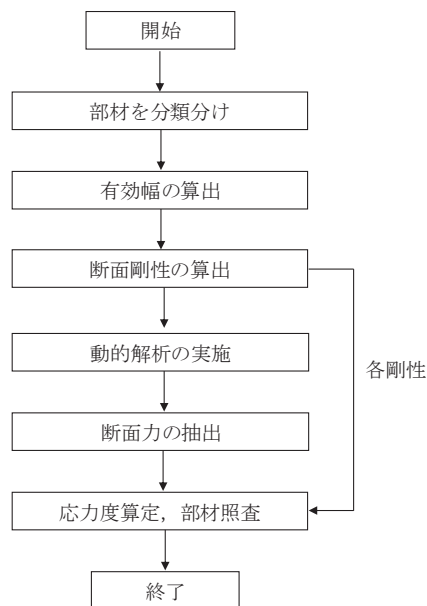 開始
部材を分類分け
有効幅の算出
断面剛性の算出
動的解析の実施
各剛性
断面力の抽出
応力度算定，部材照査
終了